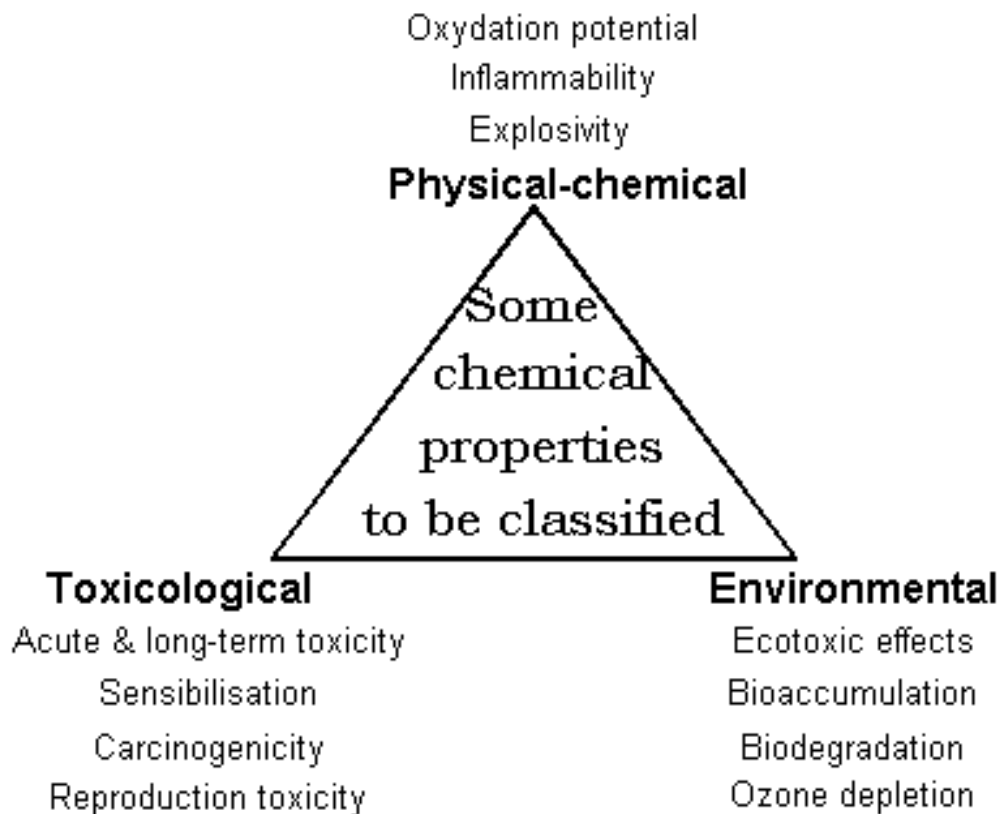 Oxydation potential
Inflammability
Explosivity
Physical-chemical
Some
chemical
properties
to be classified
Toxicological
Acute & long-term toxicity
Sensibilisation
Carcinogenicity
Reproduction toxicity
Environmental
Ecotoxic effects
Bioaccumulation
Biodegradation
Ozone depletion